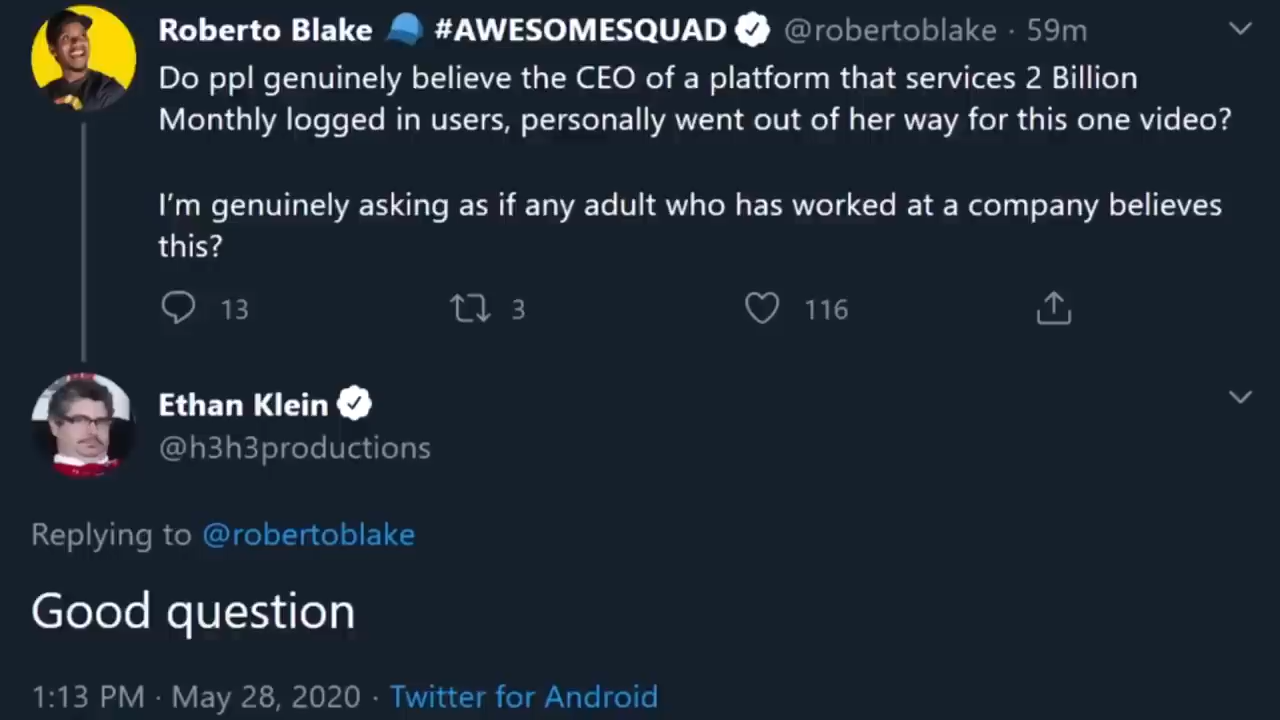 Roberto Blake 🧢 #AWESOMESQUAD @robertoblake · 59m
Do ppl genuinely believe the CEO of a platform that services 2 Billion
Monthly logged in users, personally went out of her way for this one video?
I'm genuinely asking as if any adult who has worked at a company believes
this?
13 3 116
Ethan Klein
@h3h3productions
Replying to @robertoblake
Good question
1:13 PM · May 28, 2020 · Twitter for Android